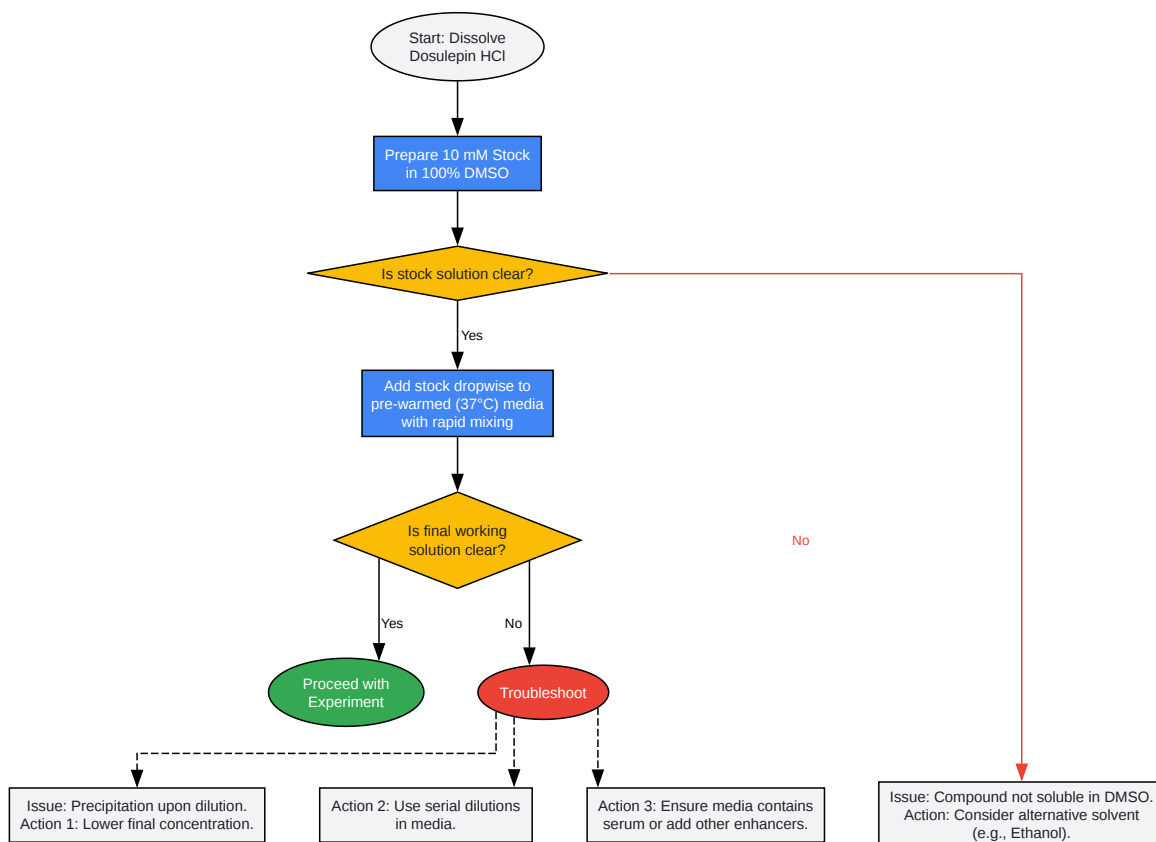 Start: Dissolve
Dosulepin HCl
Prepare 10 mM Stock
in 100% DMSO
Is stock solution clear?
Yes
Add stock dropwise to
pre-warmed (37°C) media
with rapid mixing
Is final working
solution clear?
No
Yes
No
Proceed with
Experiment
Troubleshoot
Issue: Precipitation upon dilution.
Action 1: Lower final concentration.
Action 2: Use serial dilutions
in media.
Action 3: Ensure media contains
serum or add other enhancers.
Issue: Compound not soluble in DMSO.
Action: Consider alternative solvent
(e.g., Ethanol).